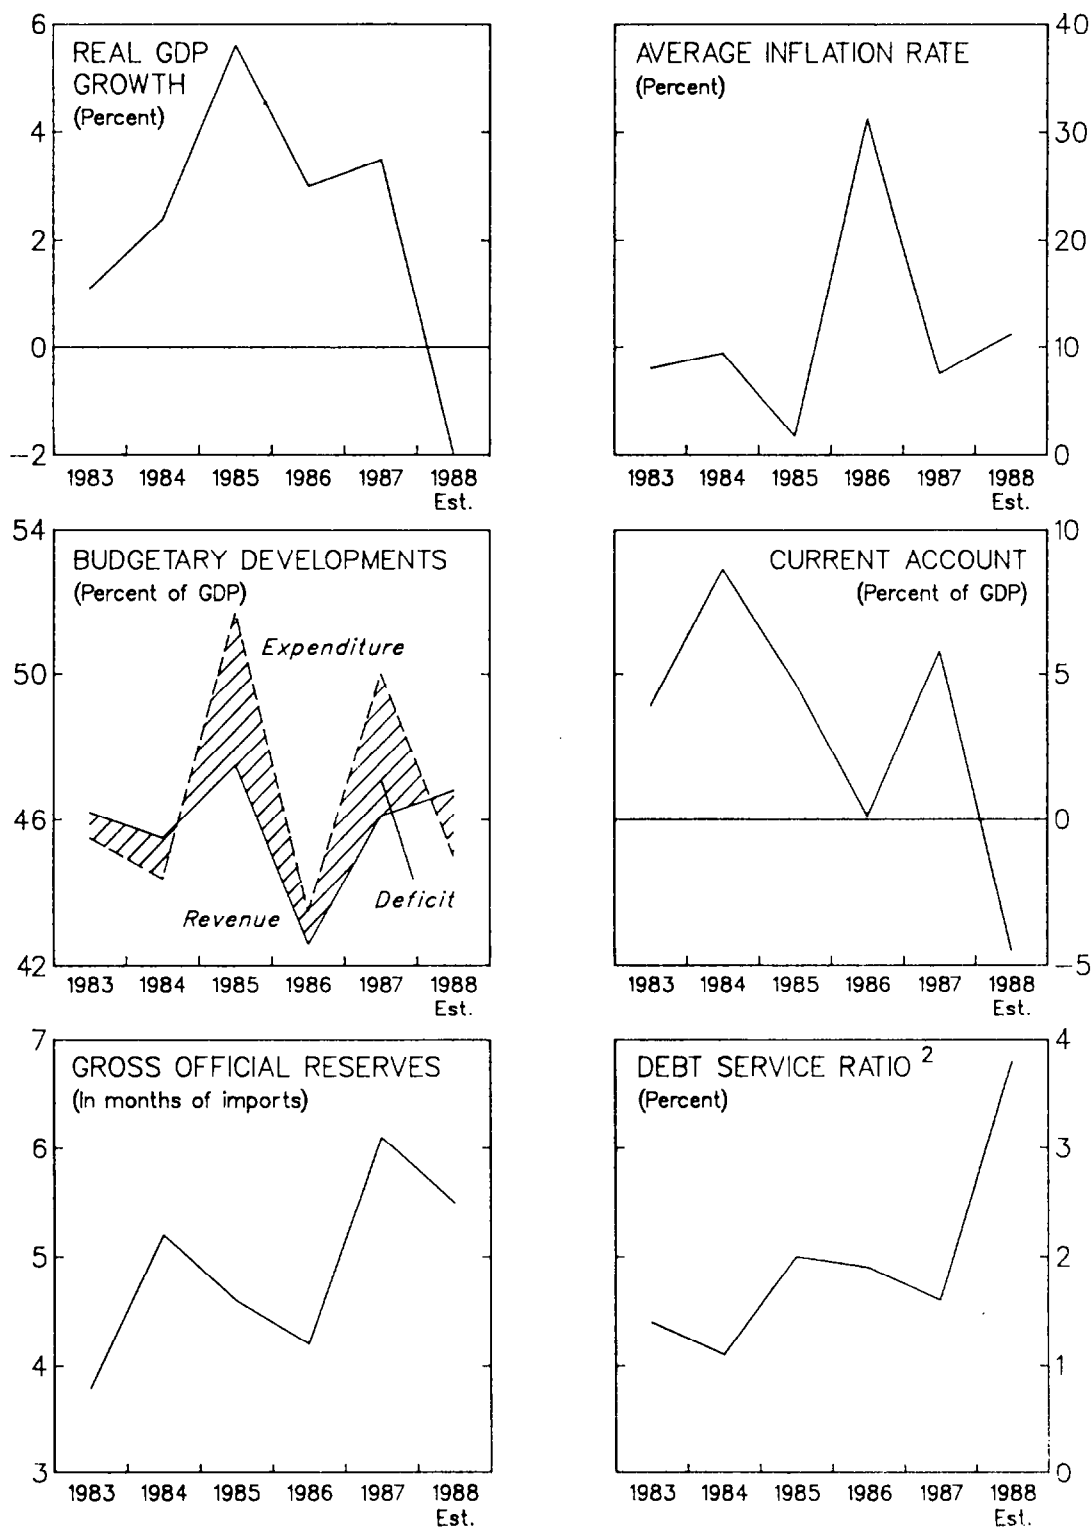 REAL GDP
GROWTH
(Percent)
6
4
2
0
-2
1983 1984 1985 1986 1987 1988
Est.
AVERAGE INFLATION RATE
(Percent)
40
30
20
10
0
1983 1984 1985 1986 1987 1988
Est.
BUDGETARY DEVELOPMENTS
(Percent of GDP)
54
50
46
42
Expenditure
Revenue
Deficit
1983 1984 1985 1986 1987 1988
Est.
CURRENT ACCOUNT
(Percent of GDP)
10
5
0
-5
1983 1984 1985 1986 1987 1988
Est.
GROSS OFFICIAL RESERVES
(In months of imports)
7
6
5
4
3
1983 1984 1985 1986 1987 1988
Est.
DEBT SERVICE RATIO 2
(Percent)
4
3
2
1
0
1983 1984 1985 1986 1987 1988
Est.